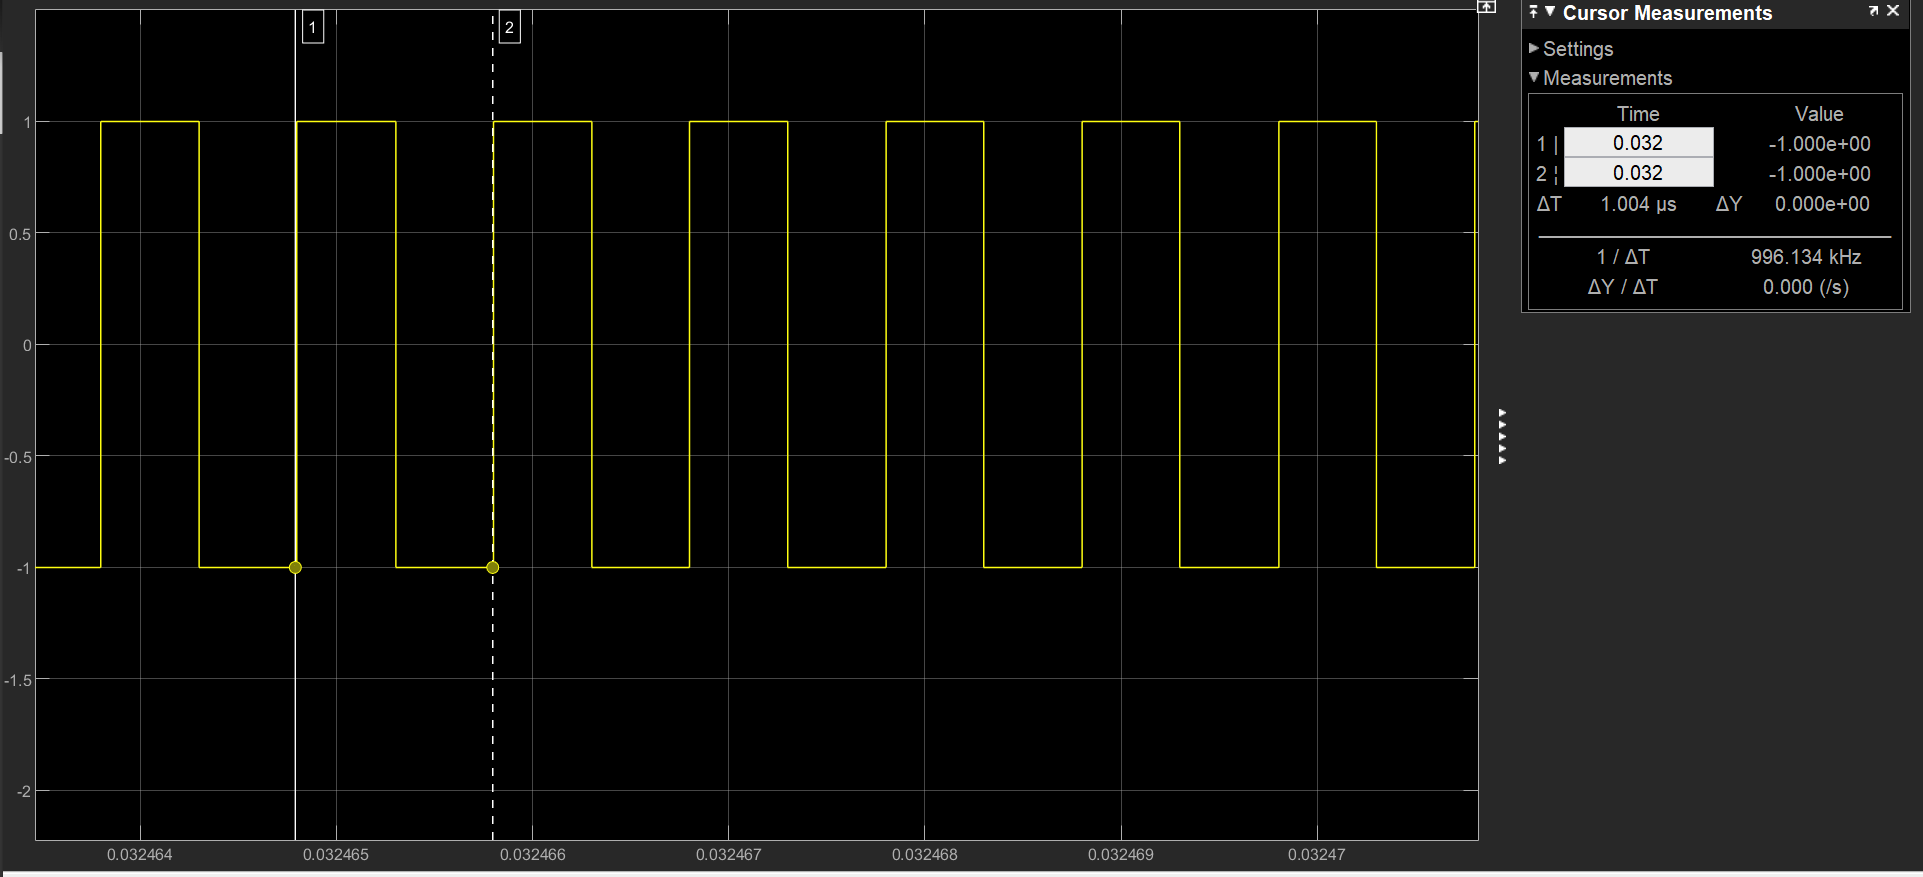 1
2
1
0.5
0
-0.5
-1
-1.5
-2
0.032464 0.032465 0.032466 0.032467 0.032468 0.032469 0.03247
Cursor Measurements
Settings
Measurements
Time Value
1 | 0.032 -1.000e+00
2 ¦ 0.032 -1.000e+00
ΔT 1.004 µs ΔY 0.000e+00
1 / ΔT 996.134 kHz
ΔY / ΔT 0.000 (/s)